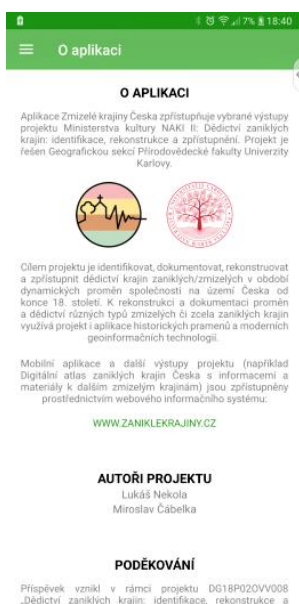 7% 18:40
O aplikaci
O APLIKACI
Aplikace Zmizelé krajiny Česka zpřístupňuje vybrané výstupy
projektu Ministerstva kultury NAKI II: Dědictví zaniklých
krajin: identifikace, rekonstrukce a zpřístupnění. Projekt je
řešen Geografickou sekcí Přírodovědecké fakulty Univerzity
Karlovy.
Cílem projektu je identifikovat, dokumentovat, rekonstruovat
a zpřístupnit dědictví krajin zaniklých/zmizelých v období
dynamických proměn společnosti na území Česka od
konce 18. století. K rekonstrukci a dokumentaci proměn
a dědictví různých typů zmizelých či zcela zaniklých krajin
využívá projekt i aplikace historických pramenů a moderních
geoinformačních technologií.
Mobilní aplikace a další výstupy projektu (například
Digitální atlas zaniklých krajin Česka s informacemi a
materiály k dalším zmizelým krajinám) jsou zpřístupněny
prostřednictvím webového informačního systému:
WWW.ZANIKLEKRAJINY.CZ
AUTOŘI PROJEKTU
Lukáš Nekola
Miroslav Čábelka
PODĚKOVÁNÍ
Příspěvek vznikl v rámci projektu DG18P02OVV008
„Dědictví zaniklých krajin: identifikace, rekonstrukce a